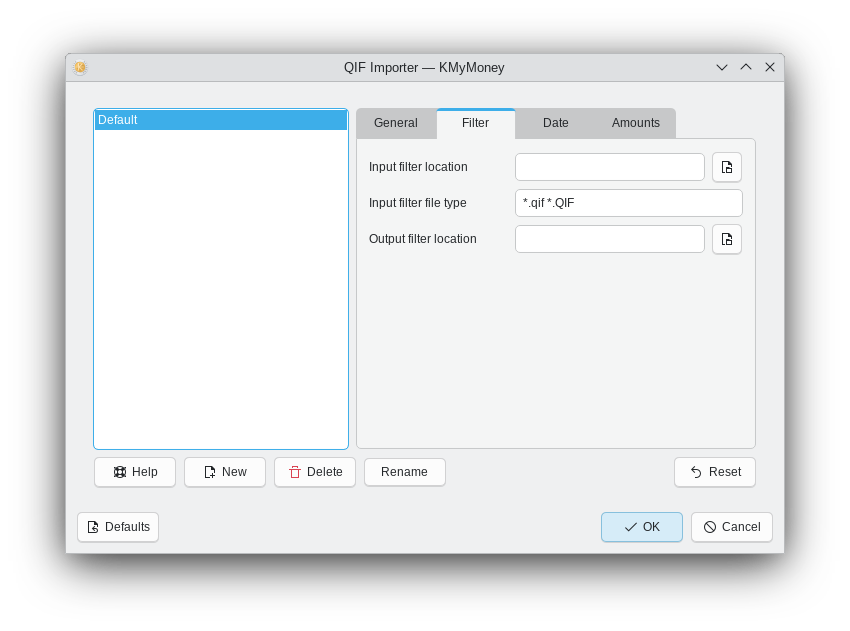 QIF Importer — KMyMoney
Default
General Filter Date Amounts
Input filter location
Input filter file type *.qif *.QIF
Output filter location
Help New Delete Rename Reset
Defaults OK Cancel